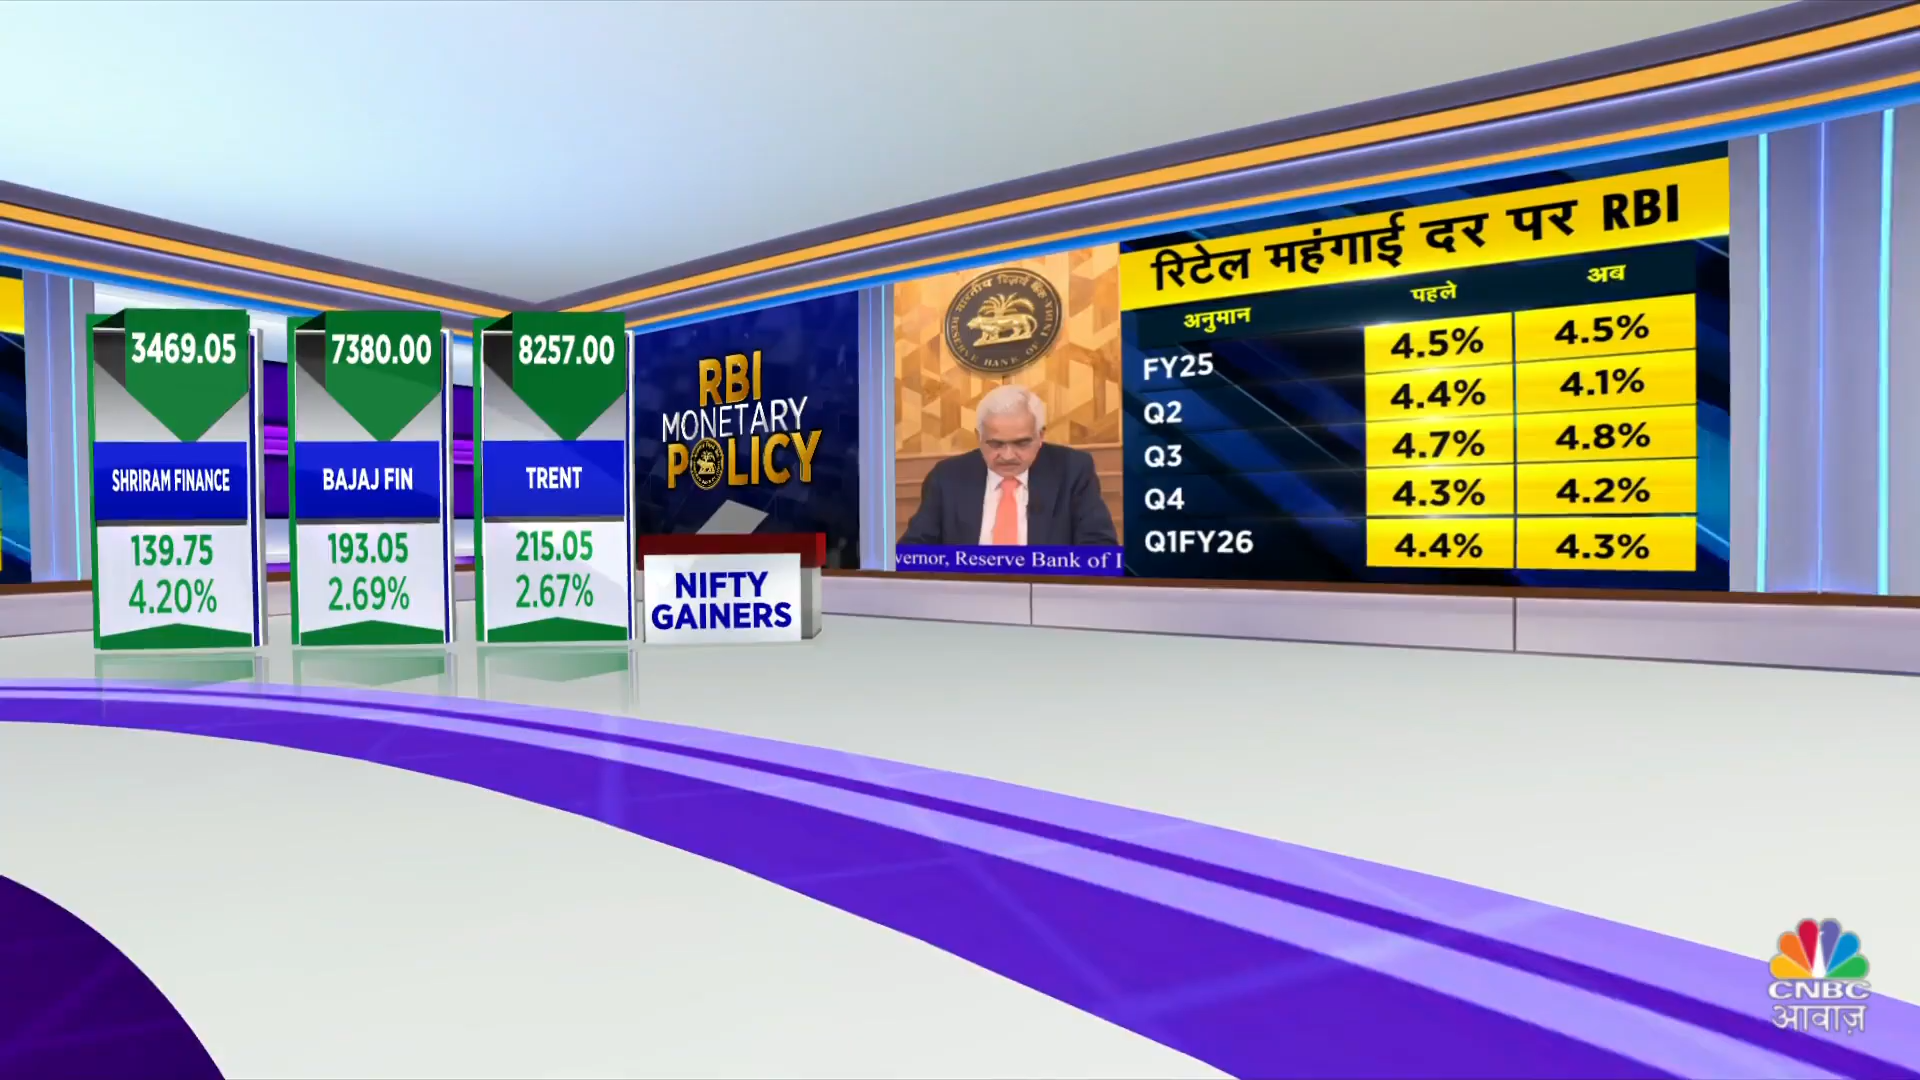 3469.05
SHRIRAM FINANCE
139.75
4.20%
7380.00
BAJAJ FIN
193.05
2.69%
8257.00
TRENT
215.05
2.67%
NIFTY
GAINERS
RBI
MONETARY
POLICY
vernor, Reserve Bank of I
रिटेल महंगाई दर पर RBI
अनुमान पहले अब
FY25 4.5% 4.5%
Q2 4.4% 4.1%
Q3 4.7% 4.8%
Q4 4.3% 4.2%
Q1FY26 4.4% 4.3%
CNBC
आवाज़